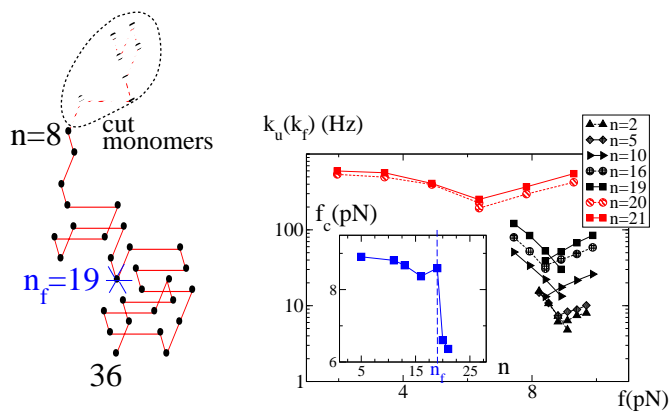 n=8
cut
monomers
n_f=19
36
k_u(k_f) (Hz)
n=2
n=5
n=10
n=16
n=19
n=20
n=21
100
10
1
4
8
f(pN)
f_c(pN)
9
8
6
5
15
25
n_f
n